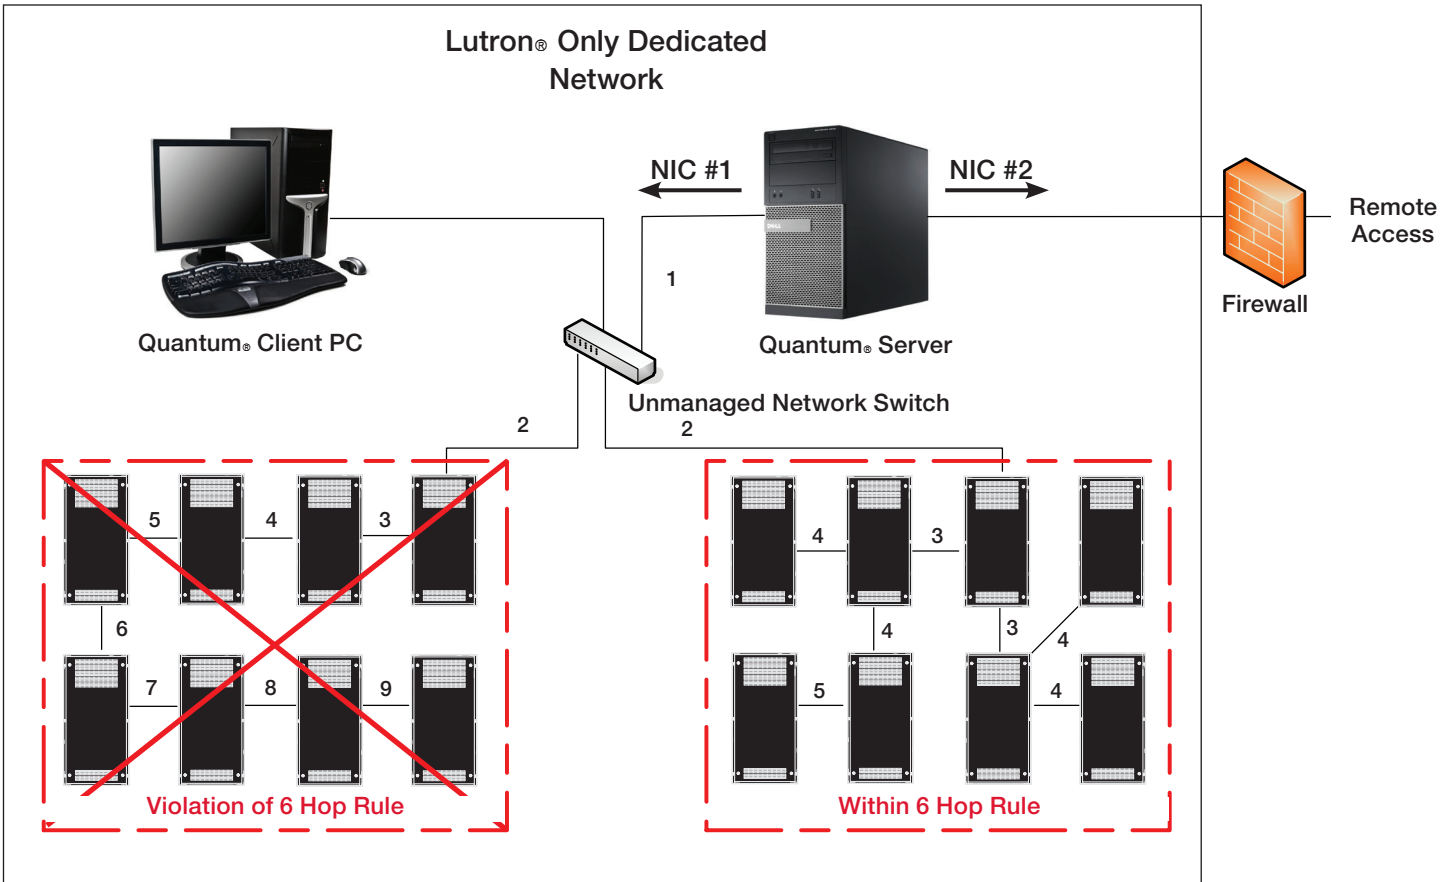 Lutron® Only Dedicated
Network
NIC #1
NIC #2
DELL
Remote
Access
1
Firewall
Quantum® Client PC
Quantum® Server
Unmanaged Network Switch
2
2
5
4
3
4
3
6
4
3
4
7
8
9
5
4
Violation of 6 Hop Rule
Within 6 Hop Rule